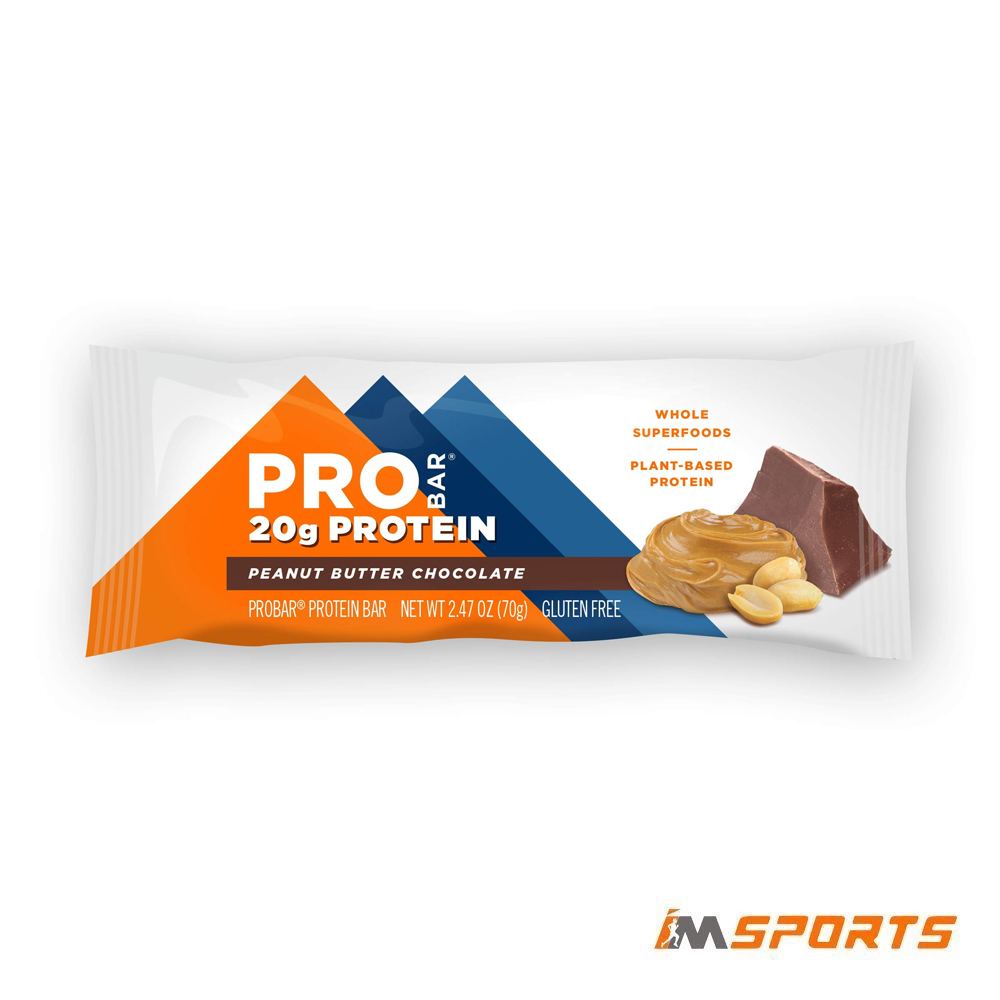 PRO
BAR®
20g PROTEIN
PEANUT BUTTER CHOCOLATE
PROBAR® PROTEIN BAR NET WT 2.47 OZ (70g) GLUTEN FREE
WHOLE
SUPERFOODS
PLANT-BASED
PROTEIN
iMSPORTS